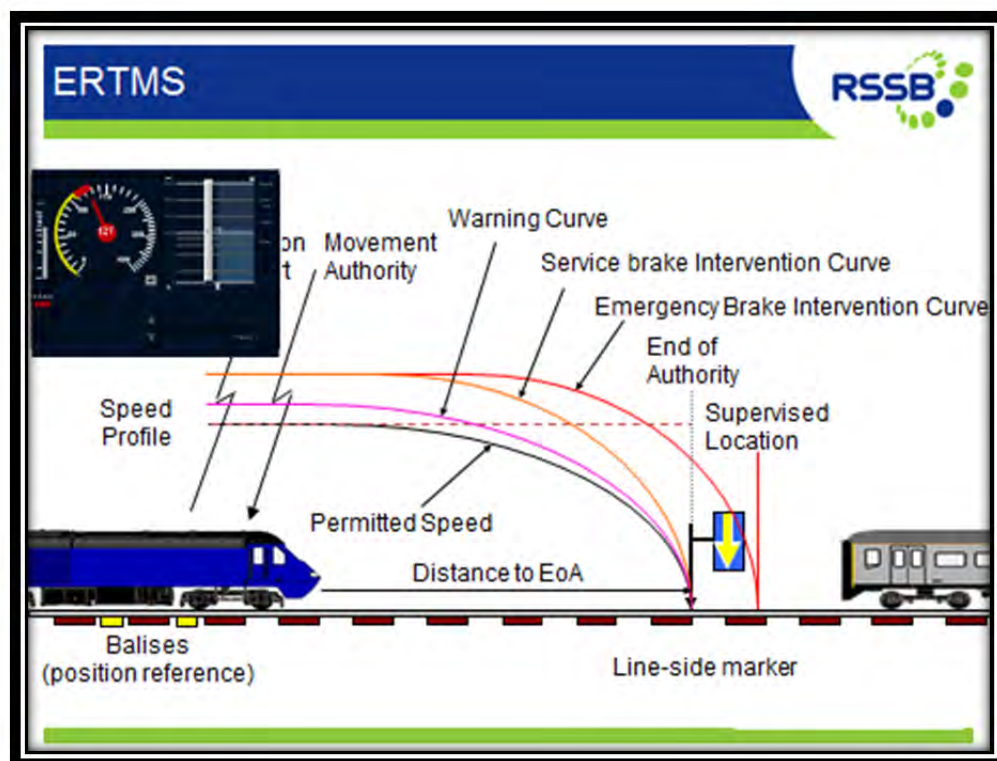 ERTMS
RSSB
on Movement
t Authority
Warning Curve
Service brake Intervention Curve
Emergency Brake Intervention Curve
End of
Authority
Supervised
Location
Speed
Profile
Permitted Speed
Distance to EoA
Balises
(position reference)
Line-side marker